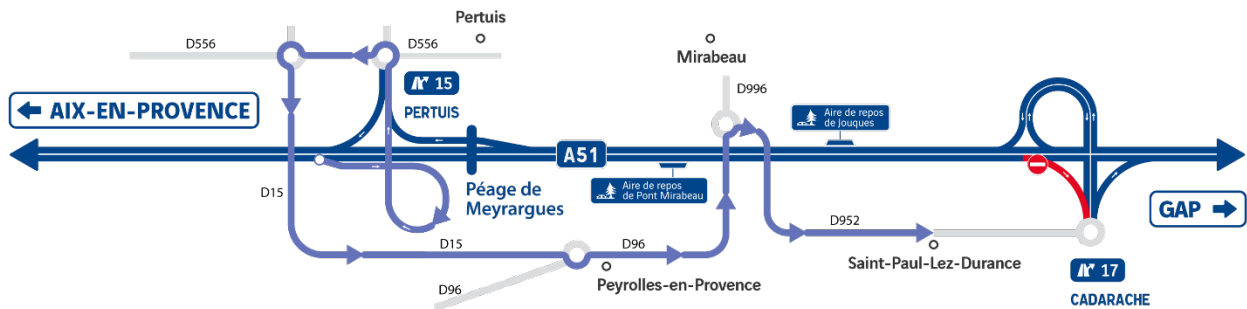 Pertuis
D556
D556
Mirabeau
15
PERTUIS
D996
AIX-EN-PROVENCE
Aire de repos
de Jouques
A51
D15
Péage de
Meyrargues
Aire de repos
de Pont Mirabeau
GAP
D952
D15
D96
Saint-Paul-Lez-Durance
Peyrolles-en-Provence
17
D96
CADARACHE